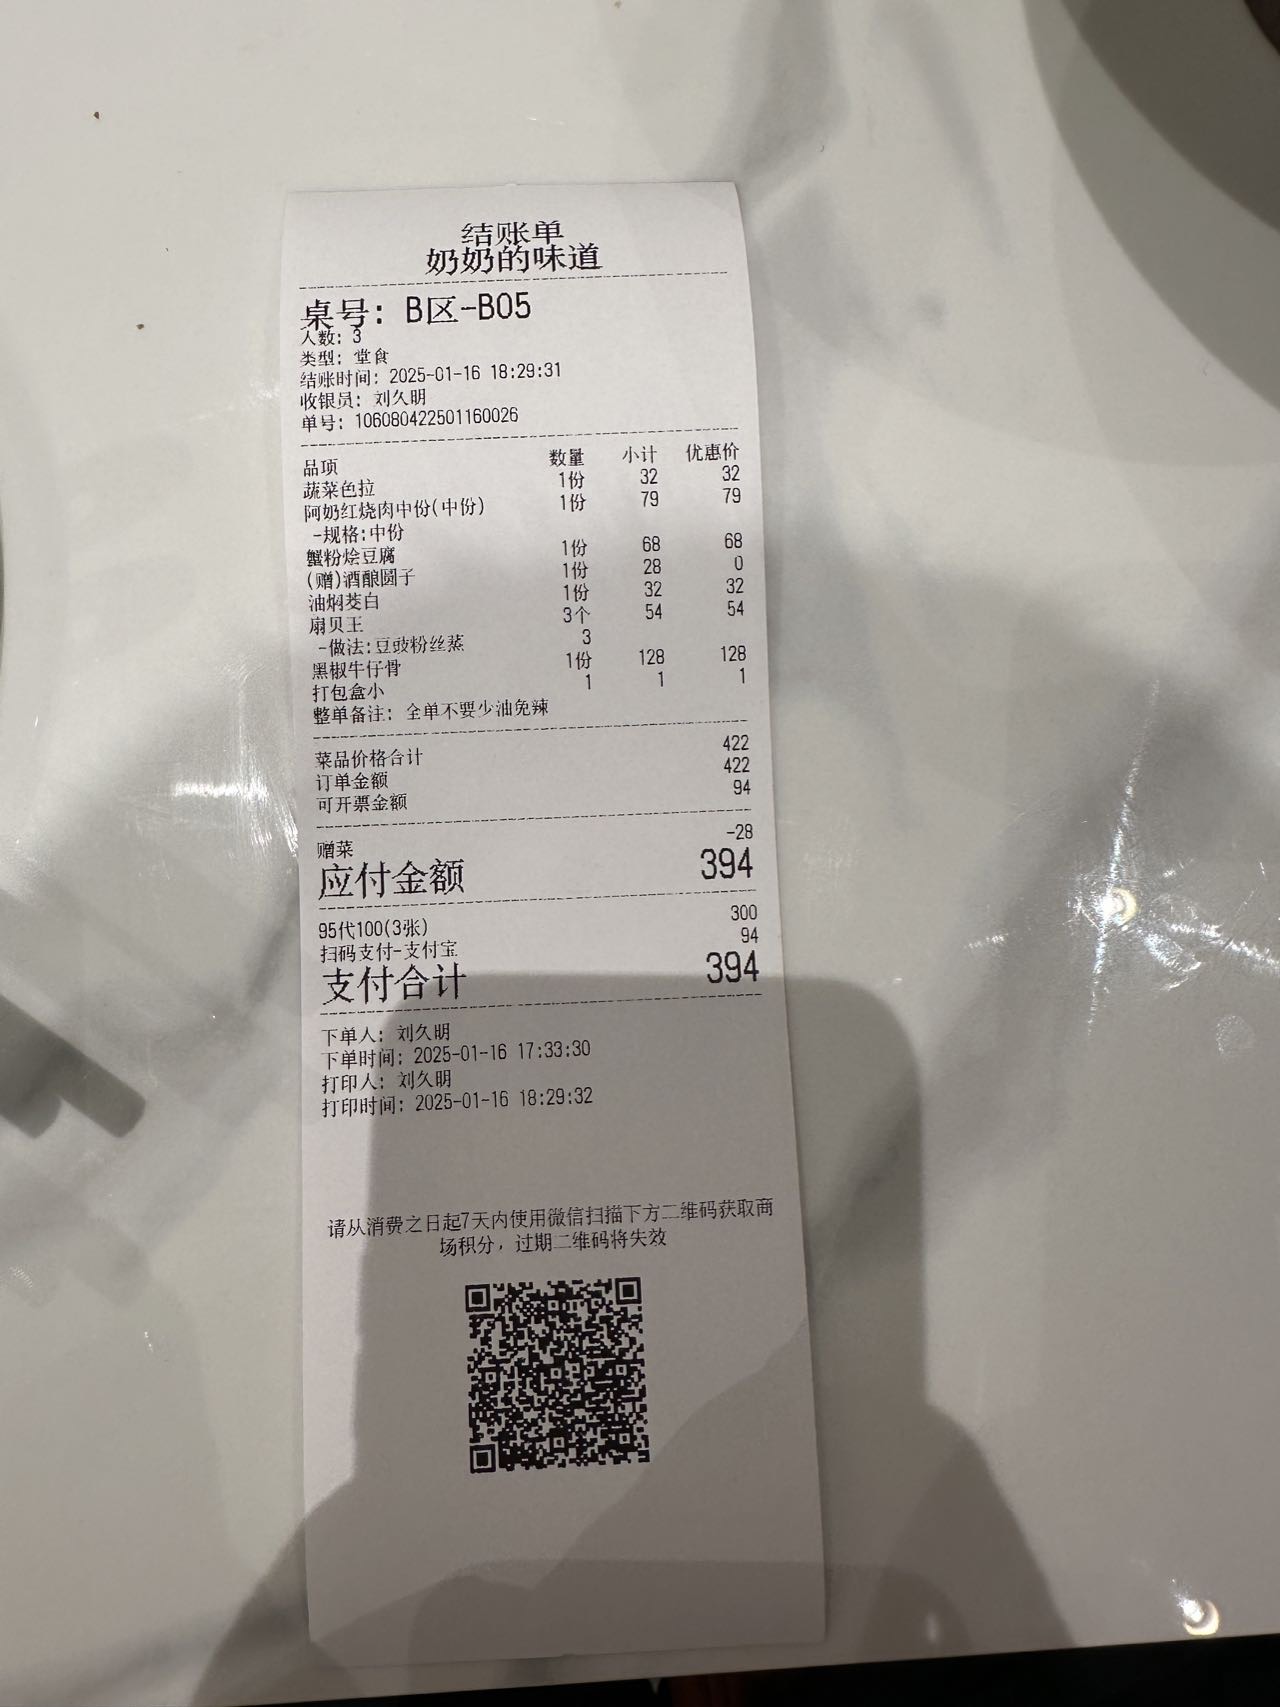 结账单
奶奶的味道
桌号: B区-B05
人数: 3
类型: 堂食
结账时间: 2025-01-16 18:29:31
收银员: 刘久明
单号: 106080422501160026
品项 数量 小计 优惠价
蔬菜色拉 1份 32 32
阿奶红烧肉中份(中份) 1份 79 79
-规格:中份
蟹粉烩豆腐 1份 68 68
(赠)酒酿圆子 1份 28 0
油焖茭白 1份 32 32
扇贝王 3个 54 54
-做法:豆豉粉丝蒸 3
黑椒牛仔骨 1份 128 128
打包盒小 1 1 1
整单备注: 全单不要少油免辣
菜品价格合计 422
订单金额 422
可开票金额 94
赠菜 -28
应付金额 394
95代100(3张) 300
扫码支付-支付宝 94
支付合计 394
下单人: 刘久明
下单时间: 2025-01-16 17:33:30
打印人: 刘久明
打印时间: 2025-01-16 18:29:32
请从消费之日起7天内使用微信扫描下方二维码获取商
场积分，过期二维码将失效